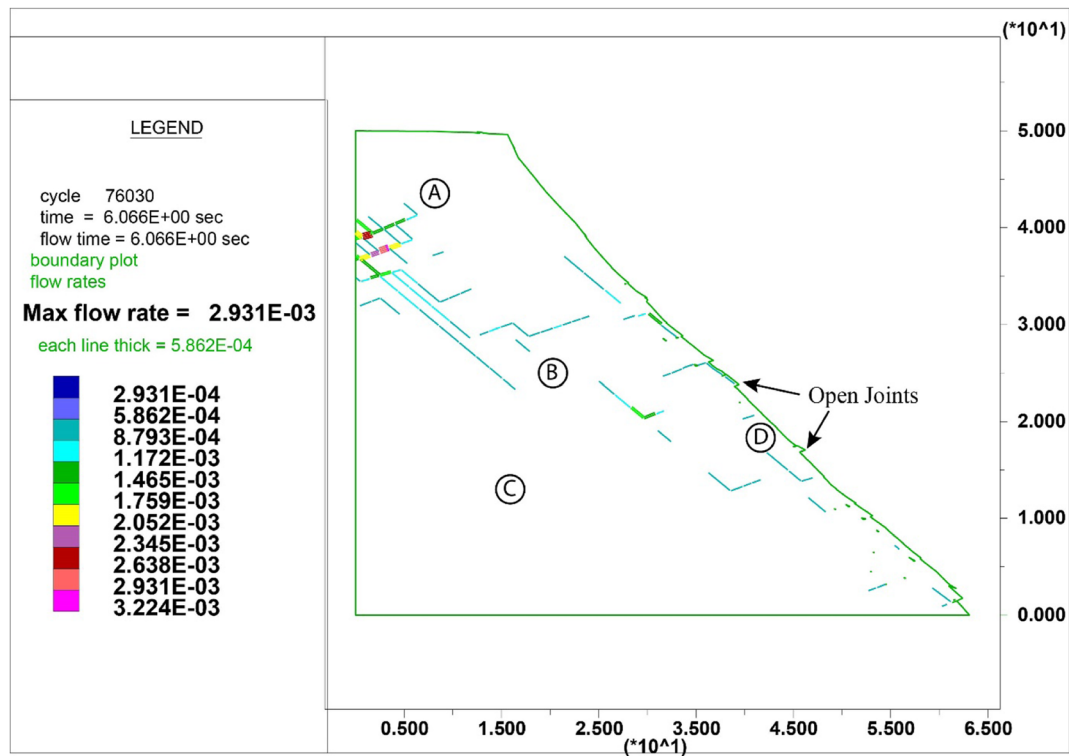 LEGEND
cycle 76030
time = 6.066E+00 sec
flow time = 6.066E+00 sec
boundary plot
flow rates
Max flow rate = 2.931E-03
each line thick = 5.862E-04
2.931E-04
5.862E-04
8.793E-04
1.172E-03
1.465E-03
1.759E-03
2.052E-03
2.345E-03
2.638E-03
2.931E-03
3.224E-03
A
B
C
D
Open Joints
(*10^1)
5.000
4.000
3.000
2.000
1.000
0.000
0.500 1.500 2.500 3.500 4.500 5.500 6.500
(*10^1)